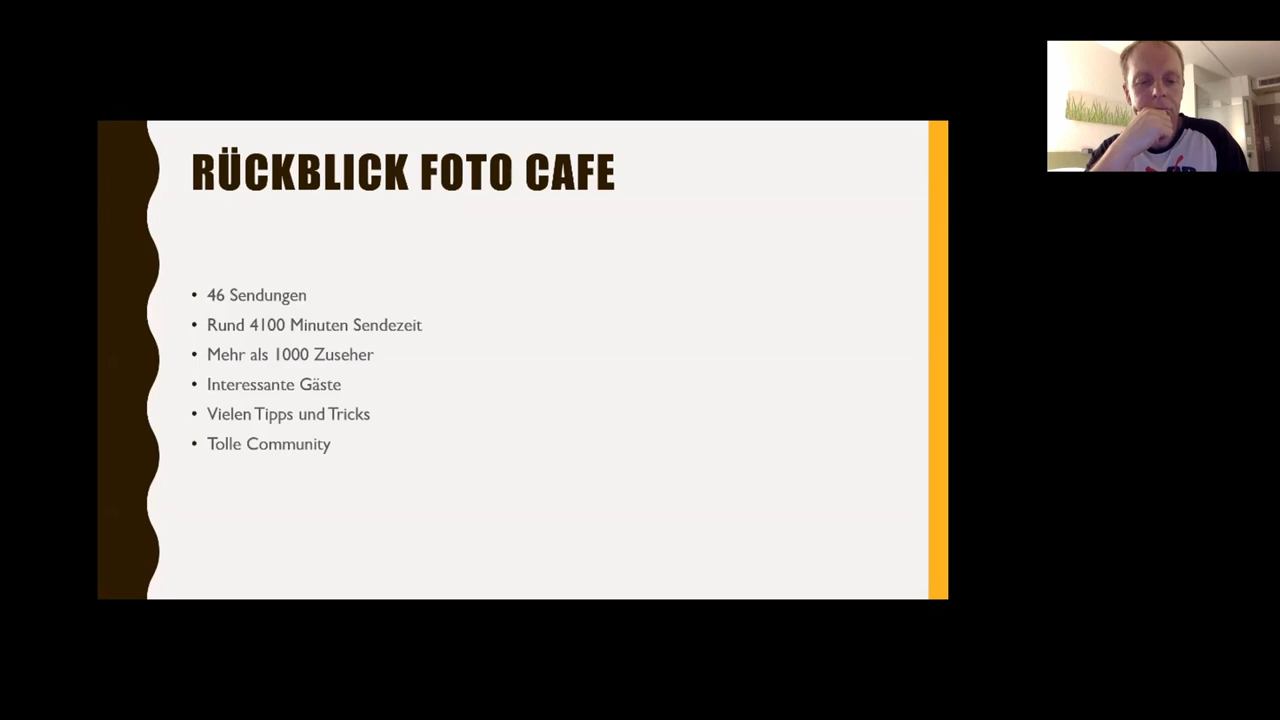 RÜCKBLICK FOTO CAFE
• 46 Sendungen
• Rund 4100 Minuten Sendezeit
• Mehr als 1000 Zuseher
• Interessante Gäste
• Vielen Tipps und Tricks
• Tolle Community